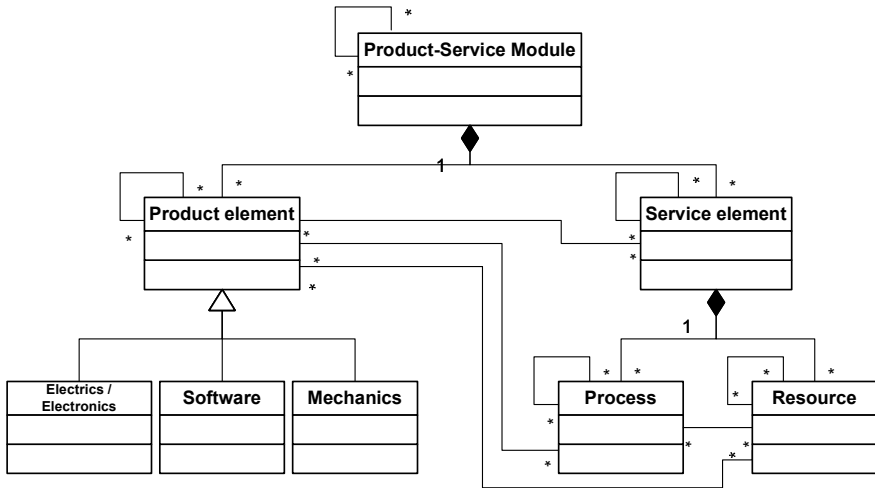 *
Product-Service Module
*
1
* * * *
Product element Service element
* * *
* *
*
1
* * * *
Electrics /
Electronics
Software Mechanics Process Resource
* *
* * *
* *